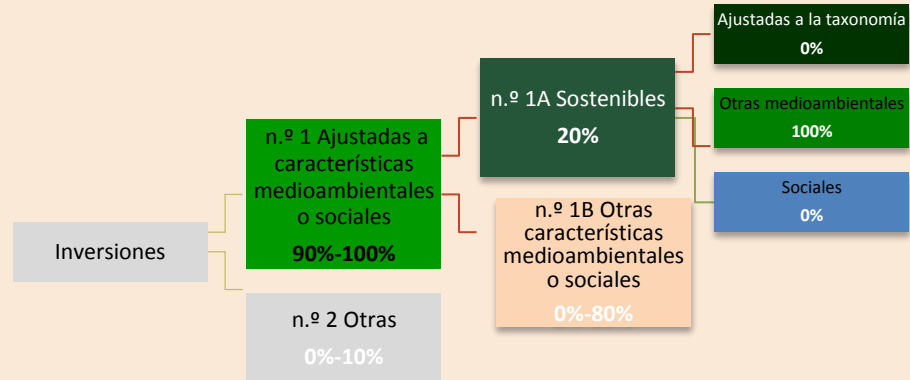 Inversiones
n.º 1 Ajustadas a
características
medioambientales
o sociales
90%-100%
n.º 2 Otras
0%-10%
n.º 1A Sostenibles
20%
n.º 1B Otras
características
medioambientales
o sociales
0%-80%
Ajustadas a la taxonomía
0%
Otras medioambientales
100%
Sociales
0%